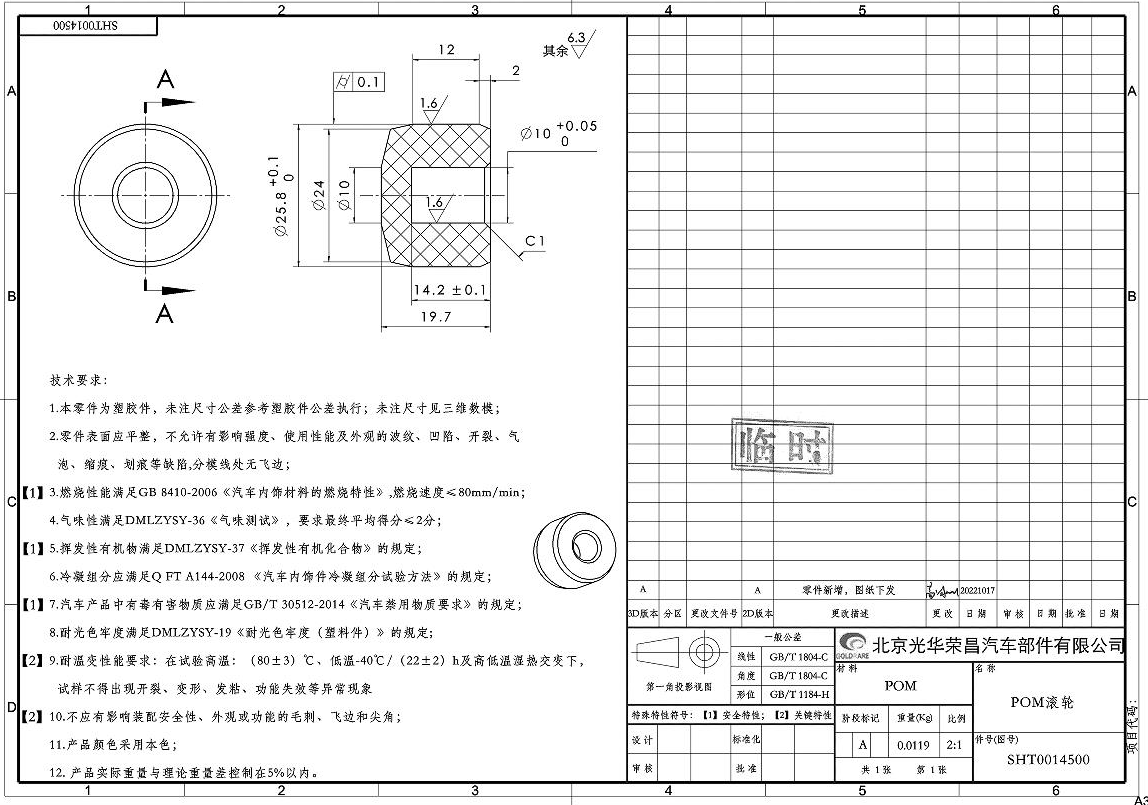 1 2 3 4 5 6
SHT0014500
其余 6.3
12
2
0.1
1.6
A
A
∅10 +0.05 0
∅25.8 +0.1 0
∅24
∅10
1.6
C1
14.2 ±0.1
19.7
A
B
C
D
A
B
C
技术要求：
1.本零件为塑胶件，未注尺寸公差参考塑胶件公差执行；未注尺寸见三维数模；
2.零件表面应平整，不允许有影响强度、使用性能及外观的波纹、凹陷、开裂、气
泡、缩痕、划痕等缺陷,分模线处无飞边；
【1】3.燃烧性能满足GB 8410-2006《汽车内饰材料的燃烧特性》,燃烧速度≤80mm/min；
4.气味性满足DMLZYSY-36《气味测试》，要求最终平均得分≤2分；
【1】5.挥发性有机物满足DMLZYSY-37《挥发性有机化合物》的规定；
6.冷凝组分应满足Q FT A144-2008 《汽车内饰件冷凝组分试验方法》的规定；
【1】7.汽车产品中有毒有害物质应满足GB/T 30512-2014《汽车禁用物质要求》的规定；
8.耐光色牢度满足DMLZYSY-19《耐光色牢度（塑料件）》的规定；
【2】9.耐温变性能要求：在试验高温：（80±3）℃、低温-40℃/（22±2）h及高低温湿热交变下，
试样不得出现开裂、变形、发粘、功能失效等异常现象
【2】10.不应有影响装配安全性、外观或功能的毛刺、飞边和尖角；
11.产品颜色采用本色；
12. 产品实际重量与理论重量差控制在5%以内。
临时
A A 零件新增，图纸下发 20221017
3D版本 分区 更改文件号 2D版本 更改描述 更改 日期 审核 日期 批准 日期
第一角投影视图
一般公差
线性 GB/T 1804-C
角度 GB/T 1804-C
形位 GB/T 1184-H
特殊特性符号：【1】安全特性；【2】关键特性
设计 标准化
审核 批准
GOLDRARE 北京光华荣昌汽车部件有限公司
材料
POM
名称
POM滚轮
阶段标记 重量(Kg) 比例
A 0.0119 2:1
共 1 张 第 1 张
件号(图号)
SHT0014500
项目代码:
1 2 3 4 5 6
A3